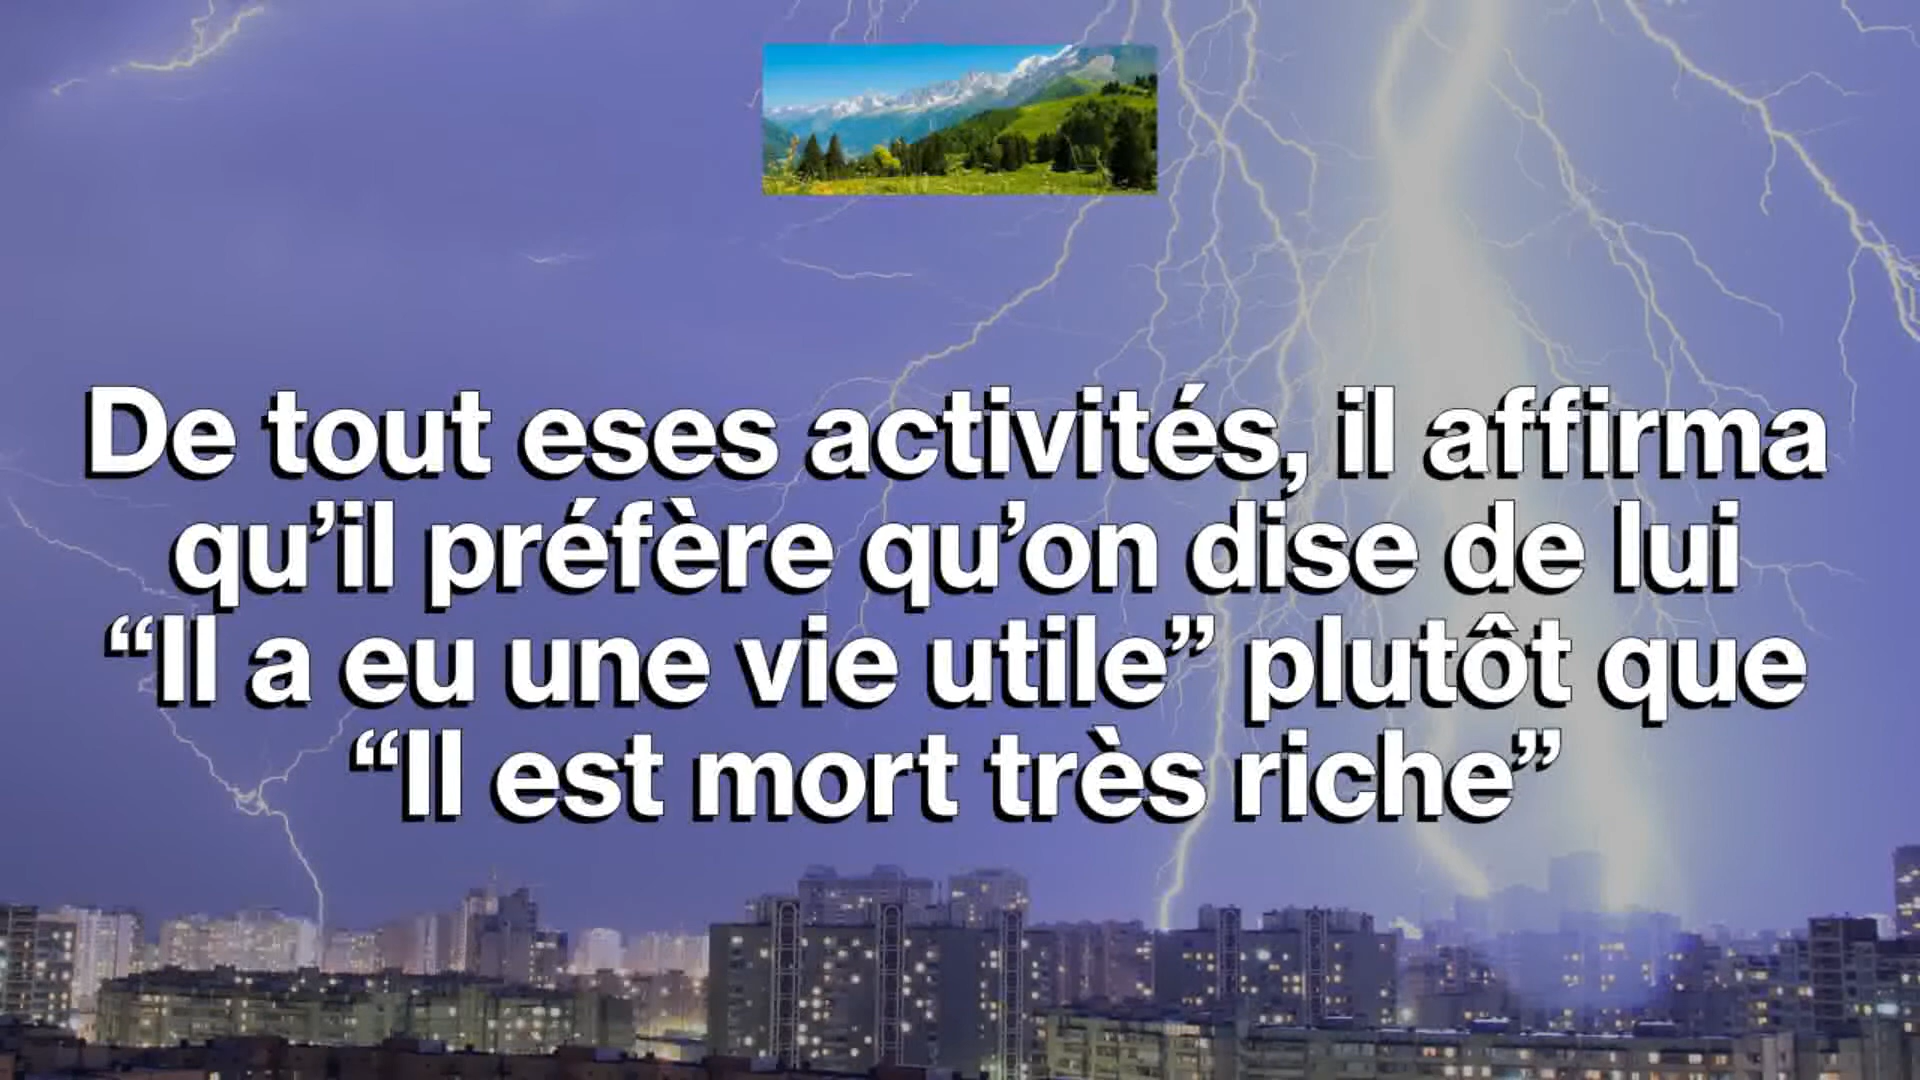 De tout eses activités, il affirma
qu’il préfère qu’on dise de lui
“Il a eu une vie utile” plutôt que
“Il est mort très riche”